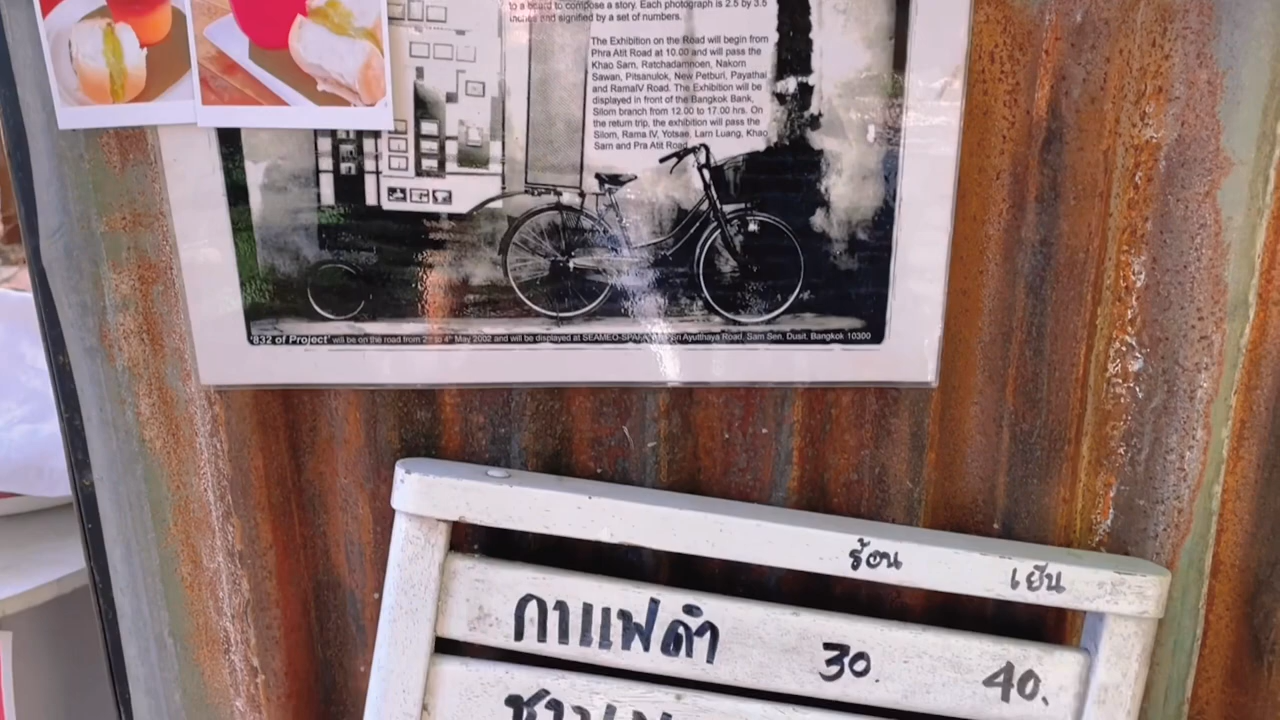 to a board to compose a story. Each photograph is 2.5 by 3.5
inches and signified by a set of numbers.
The Exhibition on the Road will begin from
Phra Atit Road at 10.00 and will pass the
Khao Sarn, Ratchadamnoen, Nakorn
Sawan, Pitsanulok, New Petburi, Payathai
and RamaIV Road. The Exhibition will be
displayed in front of the Bangkok Bank,
Silom branch from 12.00 to 17.00 hrs. On
the return trip, the exhibition will pass the
Silom, Rama IV, Yotsae, Larn Luang, Khao
Sarn and Pra Atit Road
'832 of Project' will be on the road from 2nd to 4th May 2002 and will be displayed at SEAMEO-SPAFA Sri Ayutthaya Road, Sam Sen, Dusit, Bangkok 10300
ร้อน เย็น
กาแฟดำ 30. 40.